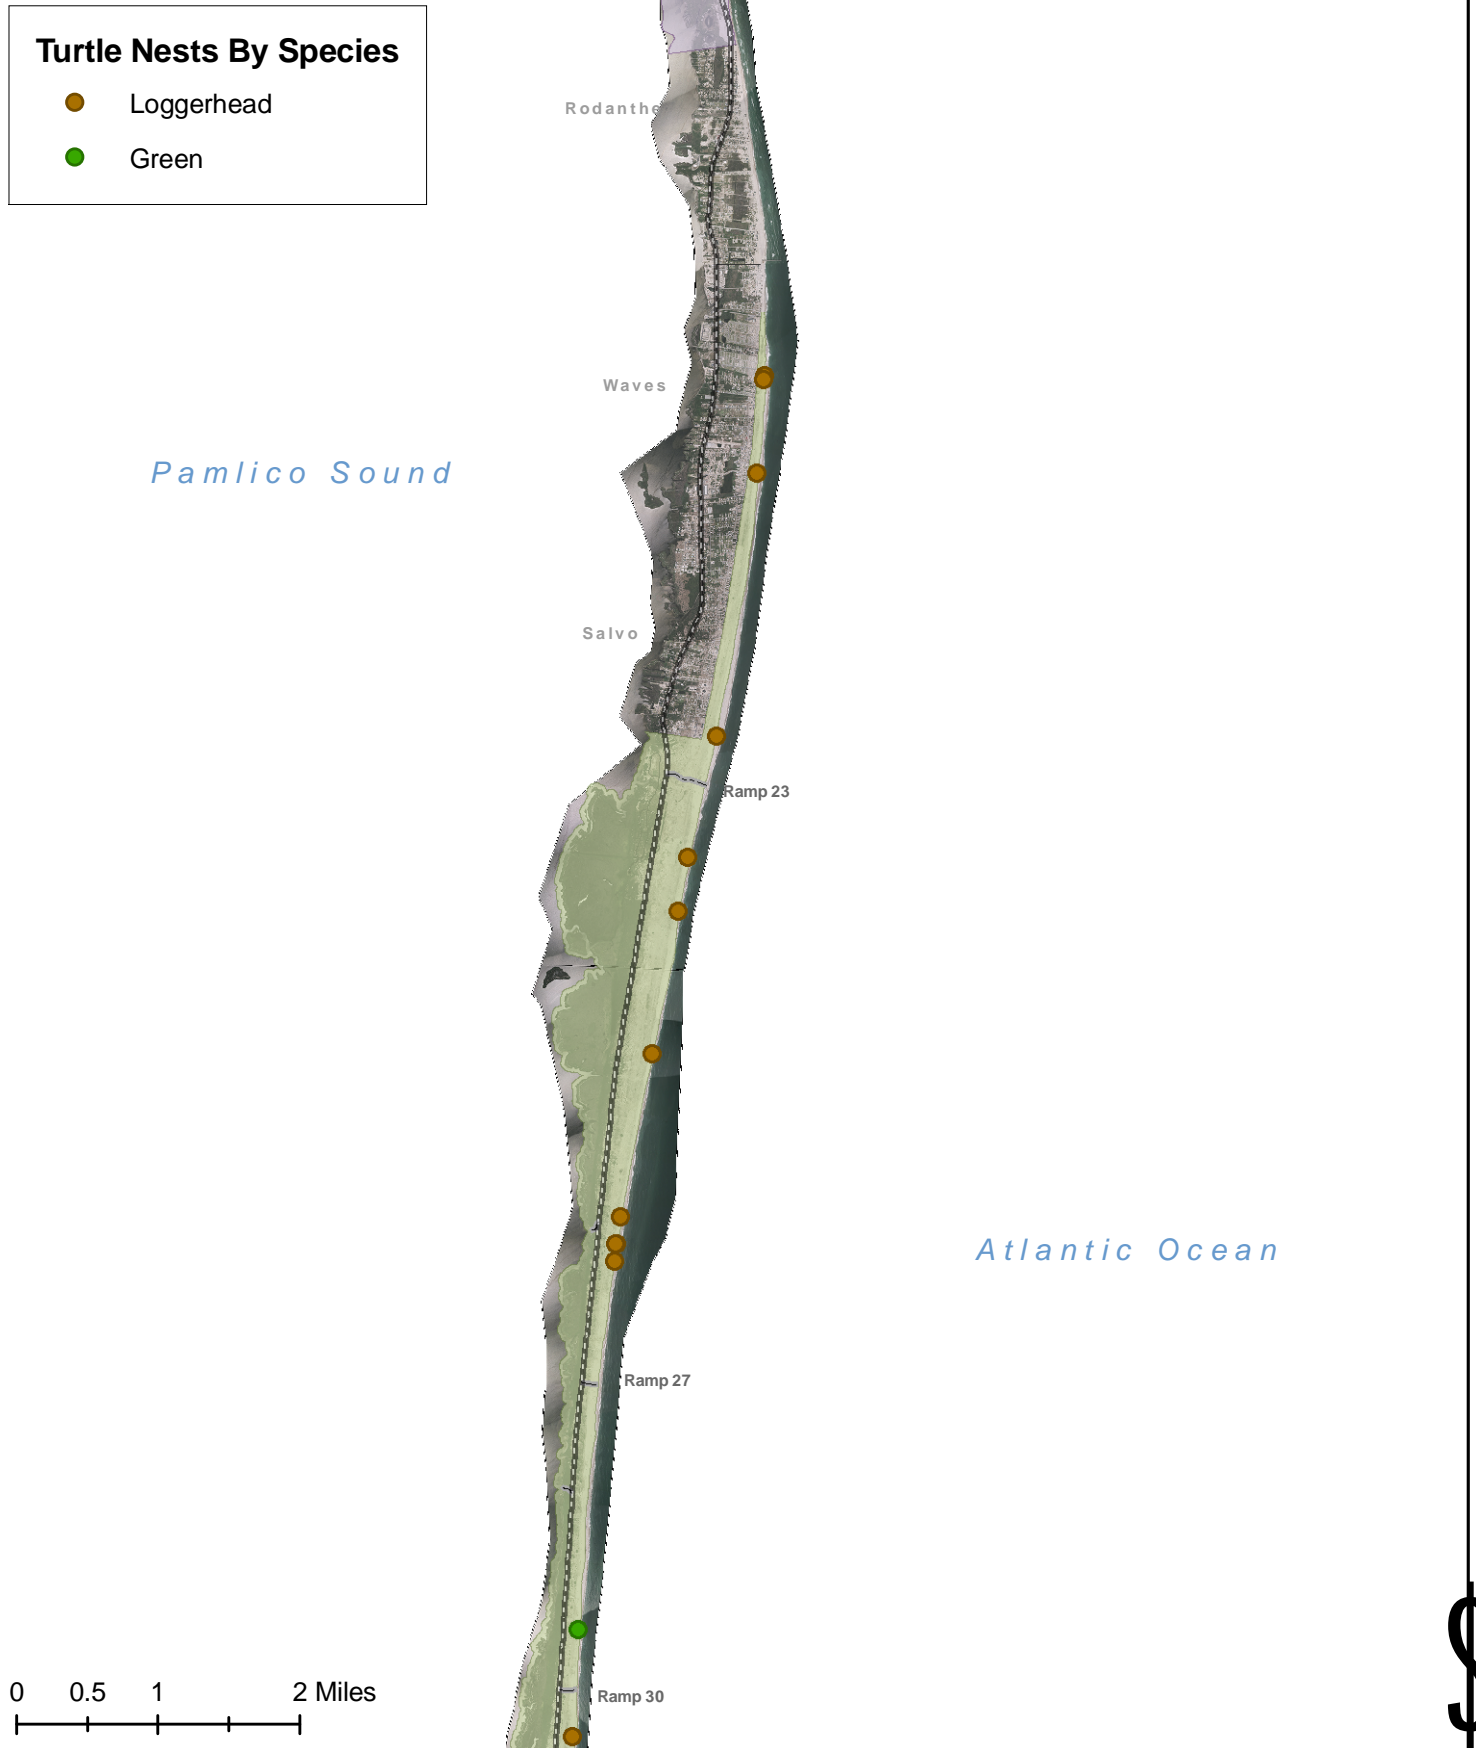 Turtle Nests By Species
Loggerhead
Green
Rodanthe
Waves
Pamlico Sound
Salvo
Ramp 23
Atlantic Ocean
Ramp 27
0 0.5 1 2 Miles
Ramp 30